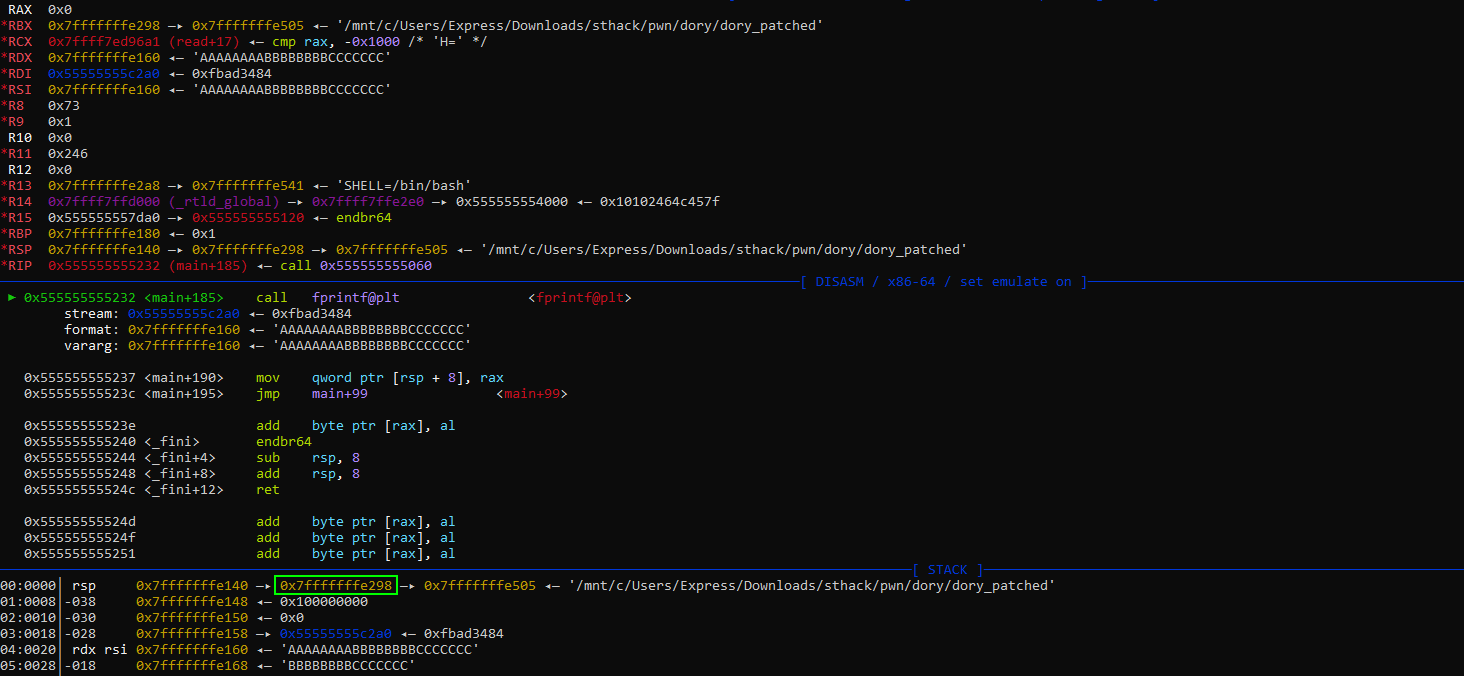 RAX 0x0
*RBX 0x7fffffffe298 —▸ 0x7fffffffe505 ◂— '/mnt/c/Users/Express/Downloads/sthack/pwn/dory/dory_patched'
*RCX 0x7ffff7ed96a1 (read+17) ◂— cmp rax, -0x1000 /* 'H=' */
*RDX 0x7fffffffe160 ◂— 'AAAAAAAABBBBBBBBCCCCCCC'
*RDI 0x55555555c2a0 ◂— 0xfbad3484
*RSI 0x7fffffffe160 ◂— 'AAAAAAAABBBBBBBBCCCCCCC'
*R8 0x73
*R9 0x1
R10 0x0
*R11 0x246
R12 0x0
*R13 0x7fffffffe2a8 —▸ 0x7fffffffe541 ◂— 'SHELL=/bin/bash'
*R14 0x7ffff7ffd000 (_rtld_global) —▸ 0x7ffff7ffe2e0 —▸ 0x555555554000 ◂— 0x10102464c457f
*R15 0x555555557da0 —▸ 0x555555555120 ◂— endbr64
*RBP 0x7fffffffe180 ◂— 0x1
*RSP 0x7fffffffe140 —▸ 0x7fffffffe298 —▸ 0x7fffffffe505 ◂— '/mnt/c/Users/Express/Downloads/sthack/pwn/dory/dory_patched'
*RIP 0x555555555232 (main+185) ◂— call 0x555555555060
[ DISASM / x86-64 / set emulate on ]
► 0x555555555232 <main+185> call fprintf@plt <fprintf@plt>
stream: 0x55555555c2a0 ◂— 0xfbad3484
format: 0x7fffffffe160 ◂— 'AAAAAAAABBBBBBBBCCCCCCC'
vararg: 0x7fffffffe160 ◂— 'AAAAAAAABBBBBBBBCCCCCCC'
0x555555555237 <main+190> mov qword ptr [rsp + 8], rax
0x55555555523c <main+195> jmp main+99 <main+99>
0x55555555523e add byte ptr [rax], al
0x555555555240 <_fini> endbr64
0x555555555244 <_fini+4> sub rsp, 8
0x555555555248 <_fini+8> add rsp, 8
0x55555555524c <_fini+12> ret
0x55555555524d add byte ptr [rax], al
0x55555555524f add byte ptr [rax], al
0x555555555251 add byte ptr [rax], al
[ STACK ]
00:0000│ rsp 0x7fffffffe140 —▸ 0x7fffffffe298 —▸ 0x7fffffffe505 ◂— '/mnt/c/Users/Express/Downloads/sthack/pwn/dory/dory_patched'
01:0008│-038 0x7fffffffe148 ◂— 0x100000000
02:0010│-030 0x7fffffffe150 ◂— 0x0
03:0018│-028 0x7fffffffe158 —▸ 0x55555555c2a0 ◂— 0xfbad3484
04:0020│ rdx rsi 0x7fffffffe160 ◂— 'AAAAAAAABBBBBBBBCCCCCCC'
05:0028│-018 0x7fffffffe168 ◂— 'BBBBBBBBCCCCCCC'